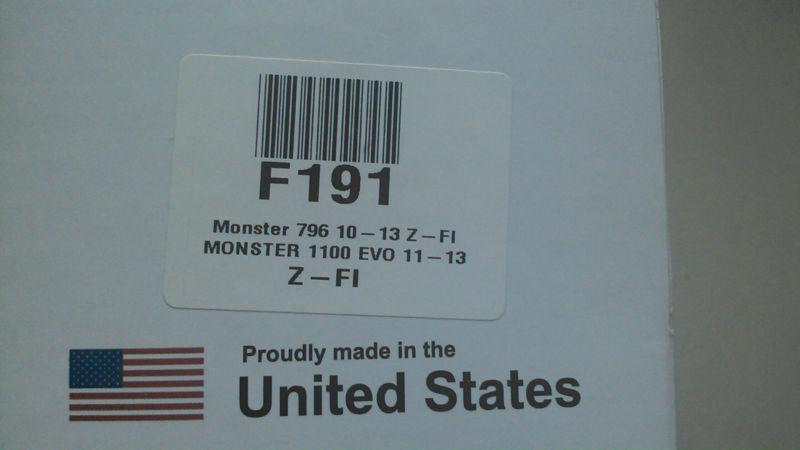 F191
Monster 796 10-13 Z-FI
MONSTER 1100 EVO 11-13
Z-FI
Proudly made in the
United States